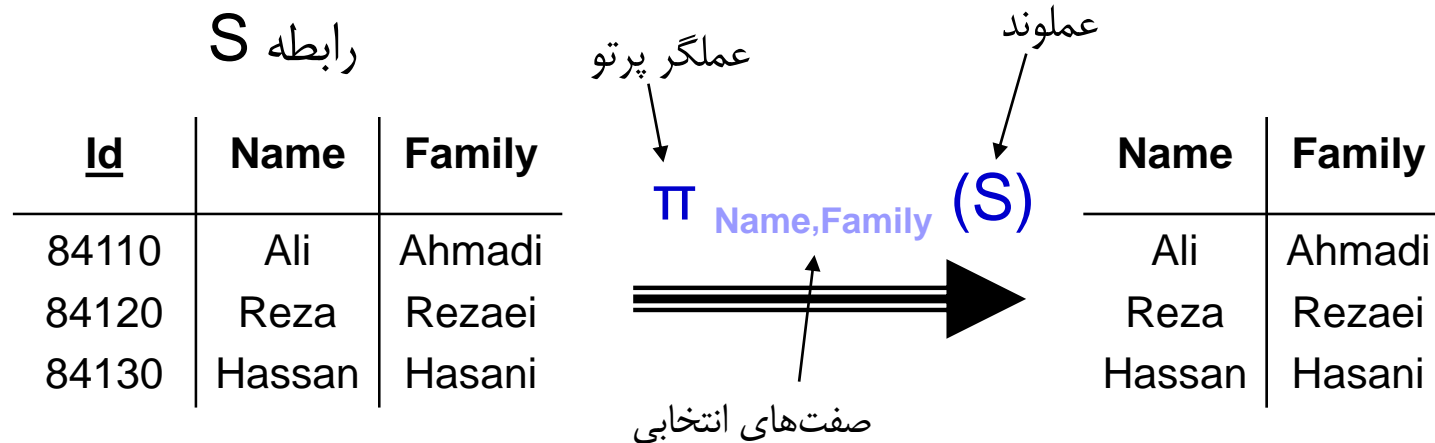 رابطه S
عملگر پرتو
عملوند
Id Name Family
84110 Ali Ahmadi
84120 Reza Rezaei
84130 Hassan Hasani
π Name,Family (S)
صفت‌های انتخابی
Name Family
Ali Ahmadi
Reza Rezaei
Hassan Hasani